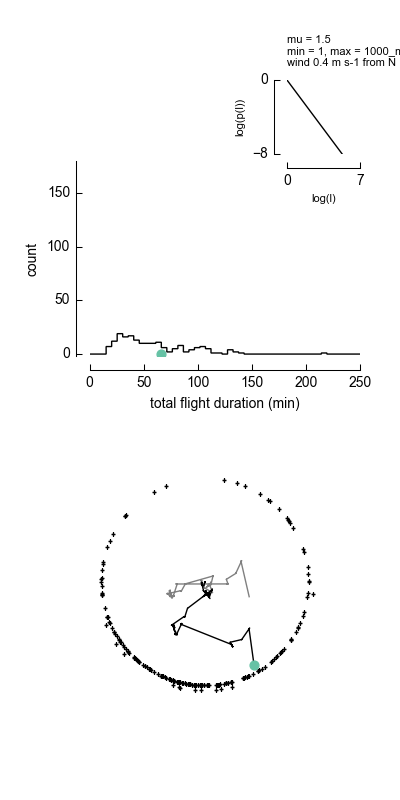 mu = 1.5
min = 1, max = 1000_m
wind 0.4 m s-1 from N
0
log(p(l))
−8
0
7
log(l)
150
100
50
0
count
0
50
100
150
200
250
total flight duration (min)